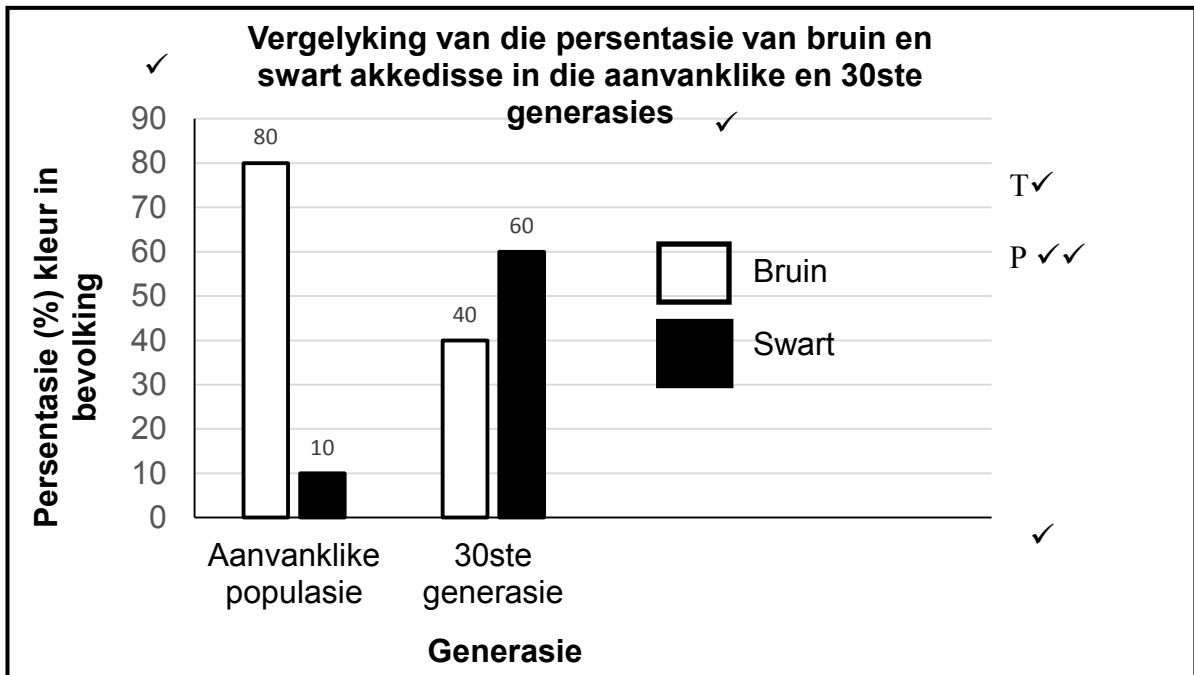 Vergelyking van die persentasie van bruin en
swart akkedisse in die aanvanklike en 30ste
generasies
✓
✓
Persentasie (%) kleur in
bevolking
90
80
70
60
50
40
30
20
10
0
80
10
40
60
Bruin
Swart
T✓
P ✓✓
✓
Aanvanklike
populasie
30ste
generasie
Generasie